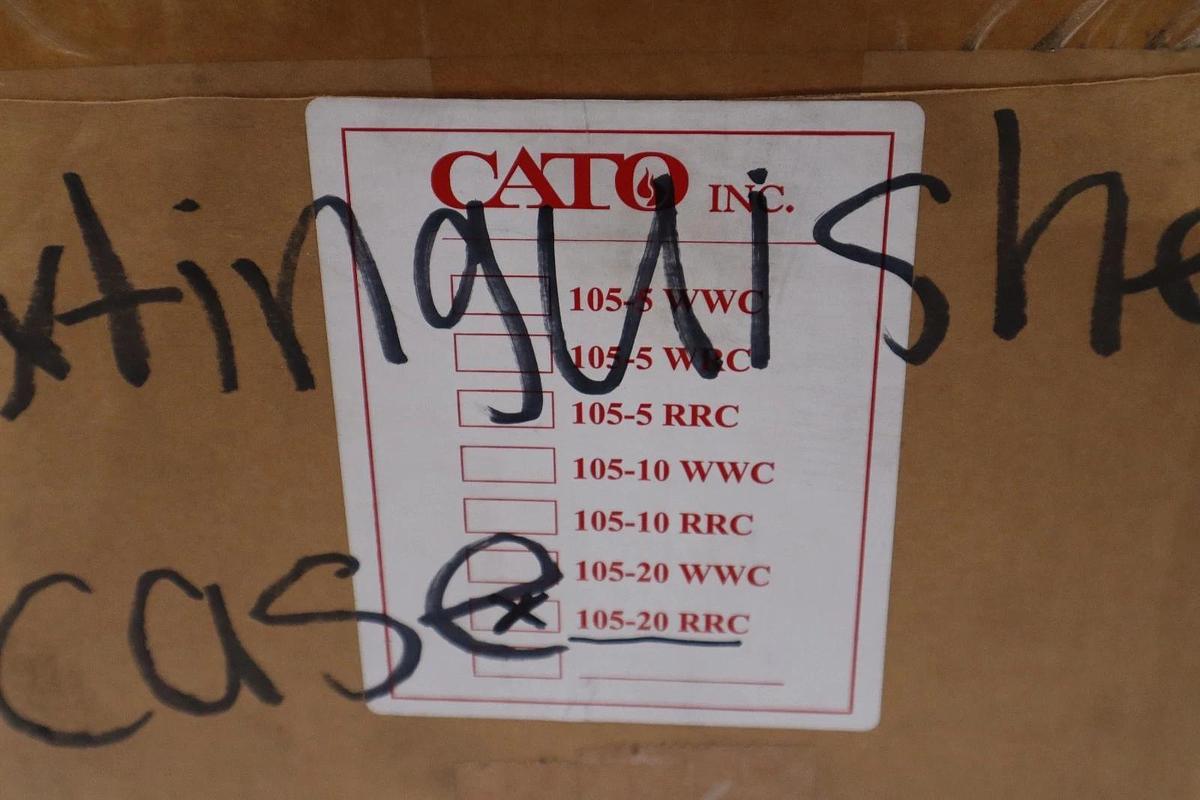 CATO INC.
xtinguishe
105-5 WWC
105-5 WRC
105-5 RRC
105-10 WWC
105-10 RRC
105-20 WWC
x 105-20 RRC
case